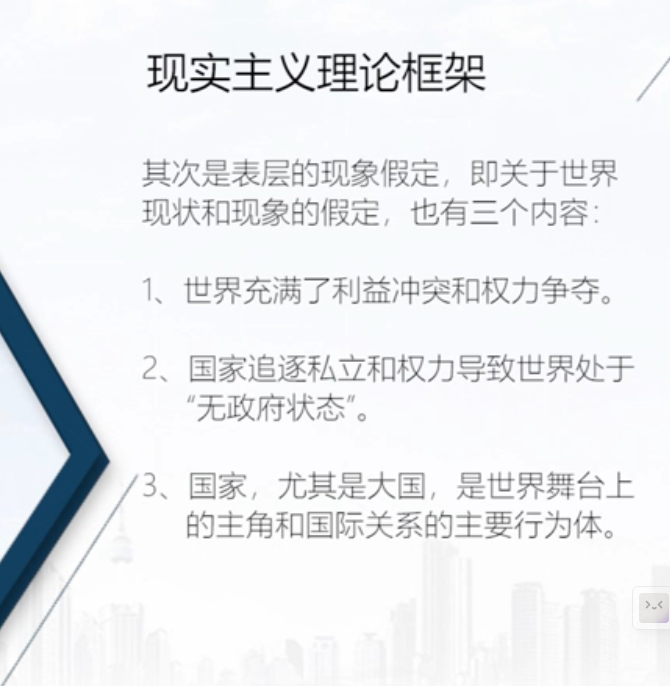 现实主义理论框架
其次是表层的现象假定，即关于世界
现状和现象的假定，也有三个内容：
1、世界充满了利益冲突和权力争夺。
2、国家追逐私立和权力导致世界处于
“无政府状态”。
3、国家，尤其是大国，是世界舞台上
的主角和国际关系的主要行为体。